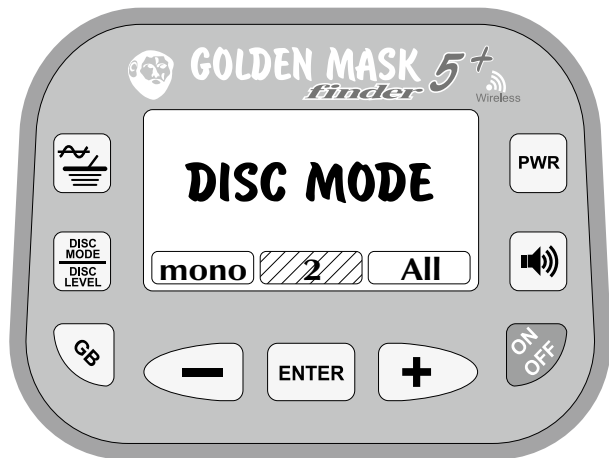 GOLDEN MASK 5+
finder
Wireless
DISC MODE
mono 2 All
PWR
DISC
MODE
DISC
LEVEL
GB
− ENTER +
ON
OFF